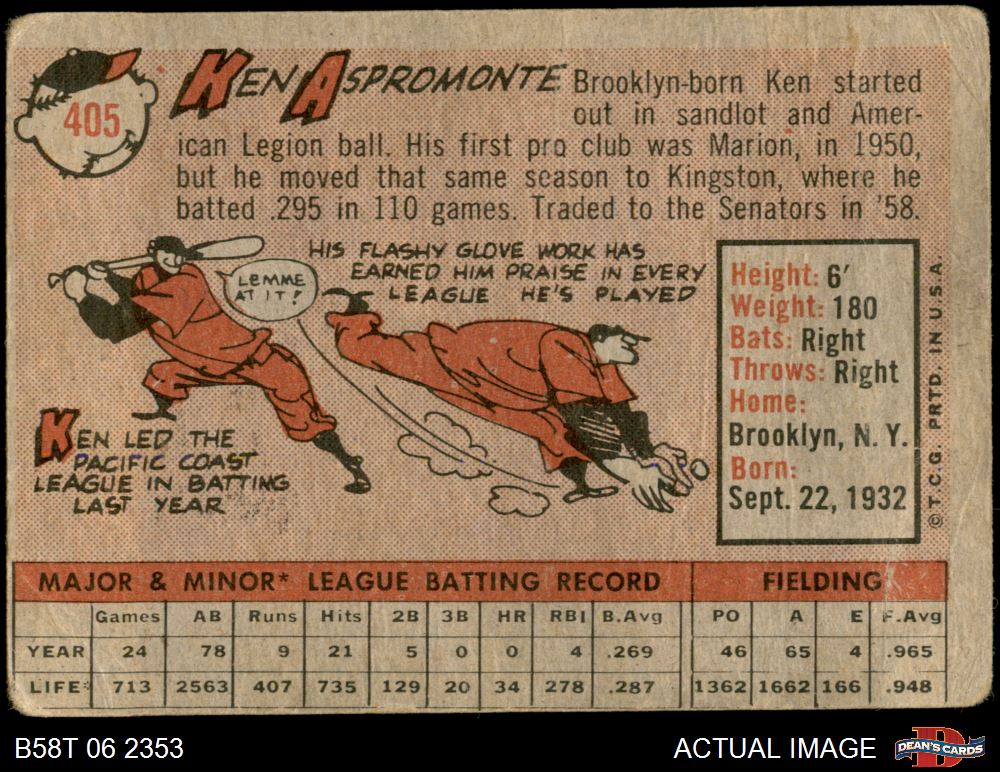 405
KEN ASPROMONTE
Brooklyn-born Ken started
out in sandlot and Amer-
ican Legion ball. His first pro club was Marion, in 1950,
but he moved that same season to Kingston, where he
batted .295 in 110 games. Traded to the Senators in '58.
HIS FLASHY GLOVE WORK HAS
EARNED HIM PRAISE IN EVERY
LEAGUE HE'S PLAYED
LEMME
AT IT!
KEN LED THE
PACIFIC COAST
LEAGUE IN BATTING
LAST YEAR
Height: 6'
Weight: 180
Bats: Right
Throws: Right
Home:
Brooklyn, N. Y.
Born:
Sept. 22, 1932
© T.C.G. PRTD. IN U.S.A.
MAJOR & MINOR* LEAGUE BATTING RECORD FIELDING
Games AB Runs Hits 2B 3B HR RBI B.Avg PO A E F.Avg
YEAR 24 78 9 21 5 0 0 4 .269 46 65 4 .965
LIFE* 713 2563 407 735 129 20 34 278 .287 1362 1662 166 .948
B58T 06 2353
ACTUAL IMAGE
DEAN'S CARDS